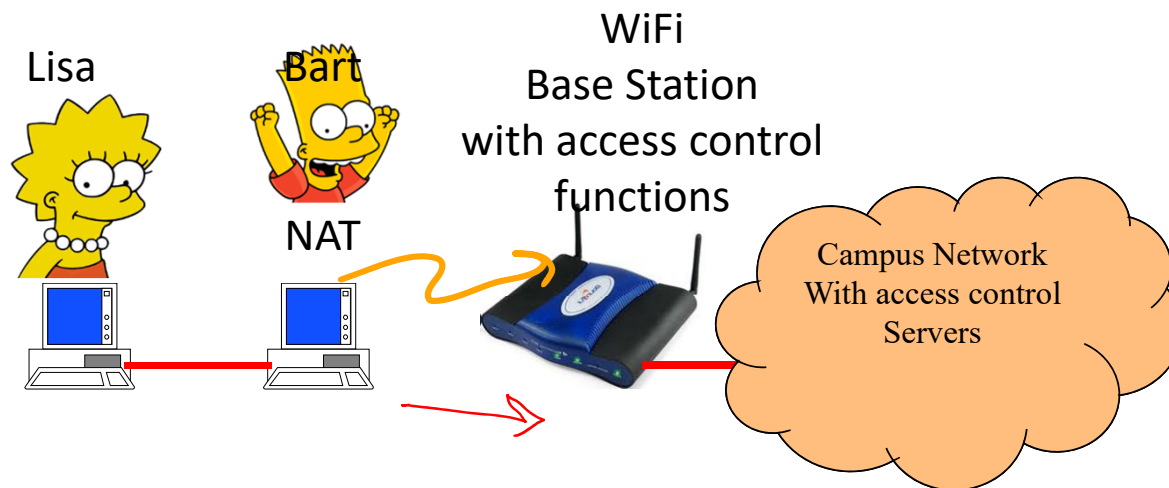 Lisa
Bart
NAT
WiFi
Base Station
with access control
functions
Campus Network
With access control
Servers